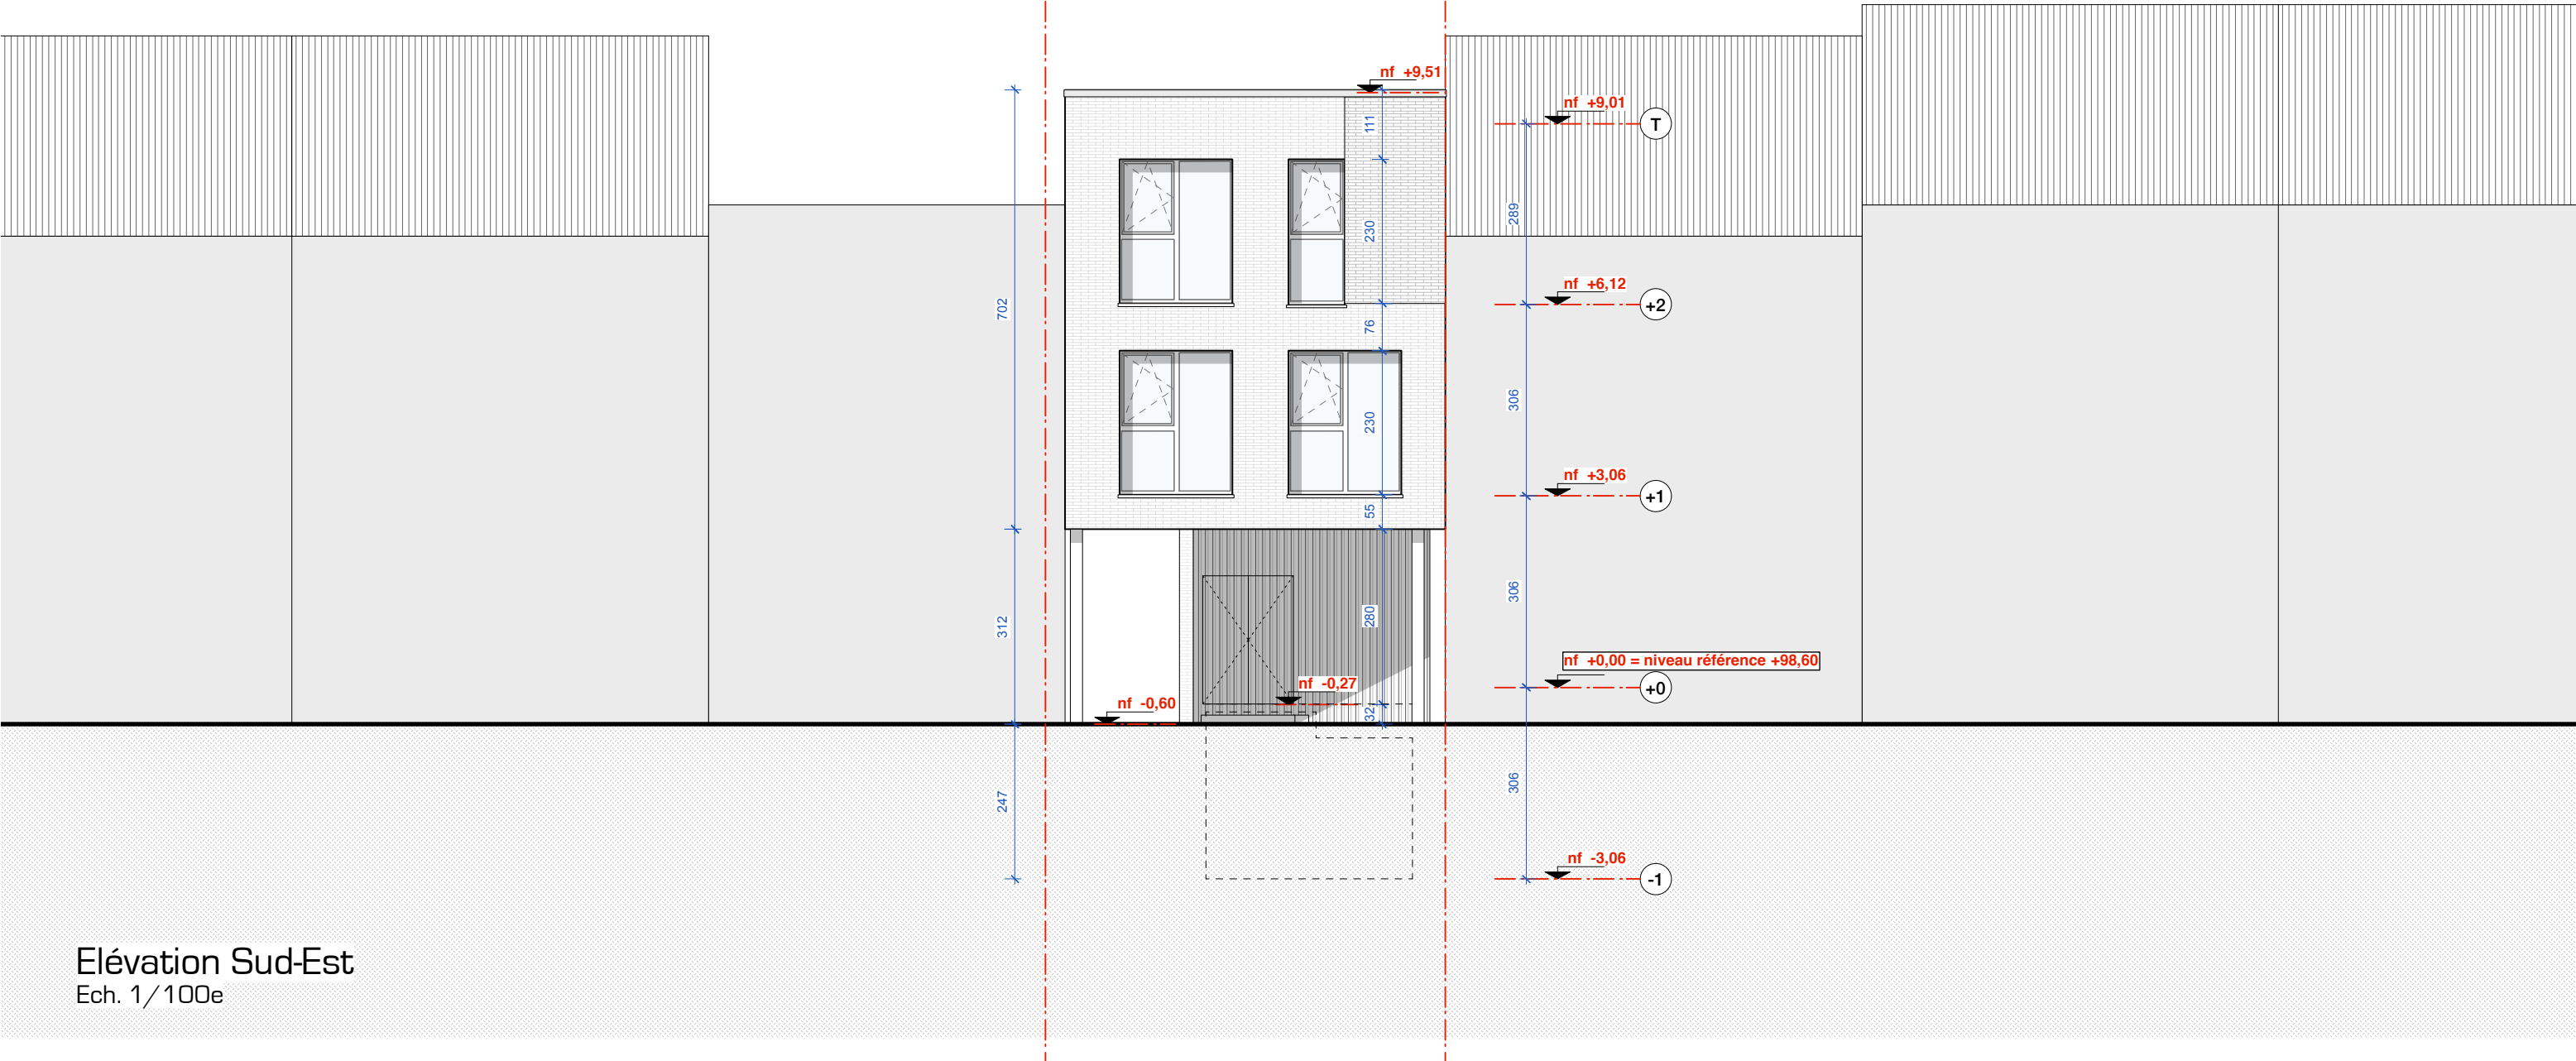 nf +9,51
nf +9,01
T
111
289
230
nf +6,12
+2
702
76
306
230
nf +3,06
+1
55
306
312
280
nf +0,00 = niveau référence +98,60
+0
nf -0,27
nf -0,60
32
306
247
nf -3,06
-1
Elévation Sud-Est
Ech. 1/100e